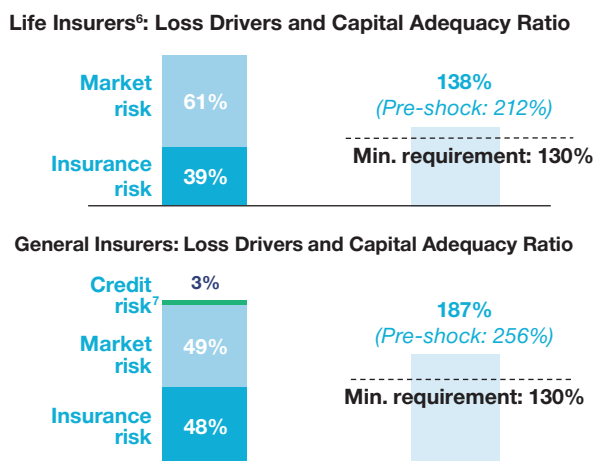 Life Insurers⁶: Loss Drivers and Capital Adequacy Ratio
Market
risk
61%
138%
(Pre-shock: 212%)
Min. requirement: 130%
Insurance
risk
39%
General Insurers: Loss Drivers and Capital Adequacy Ratio
Credit
risk⁷
3%
187%
(Pre-shock: 256%)
Market
risk
49%
Min. requirement: 130%
Insurance
risk
48%